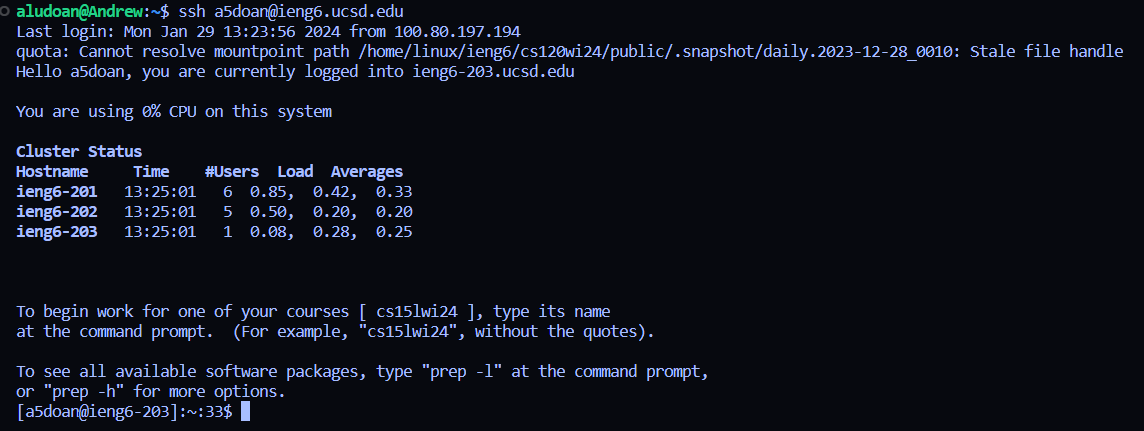 aludoan@Andrew:~$ ssh a5doan@ieng6.ucsd.edu
Last login: Mon Jan 29 13:23:56 2024 from 100.80.197.194
quota: Cannot resolve mountpoint path /home/linux/ieng6/cs120wi24/public/.snapshot/daily.2023-12-28_0010: Stale file handle
Hello a5doan, you are currently logged into ieng6-203.ucsd.edu

You are using 0% CPU on this system

Cluster Status
Hostname     Time    #Users  Load  Averages
ieng6-201   13:25:01   6  0.85,  0.42,  0.33
ieng6-202   13:25:01   5  0.50,  0.20,  0.20
ieng6-203   13:25:01   1  0.08,  0.28,  0.25

To begin work for one of your courses [ cs15lwi24 ], type its name
at the command prompt.  (For example, "cs15lwi24", without the quotes).

To see all available software packages, type "prep -l" at the command prompt,
or "prep -h" for more options.
[a5doan@ieng6-203]:~:33$